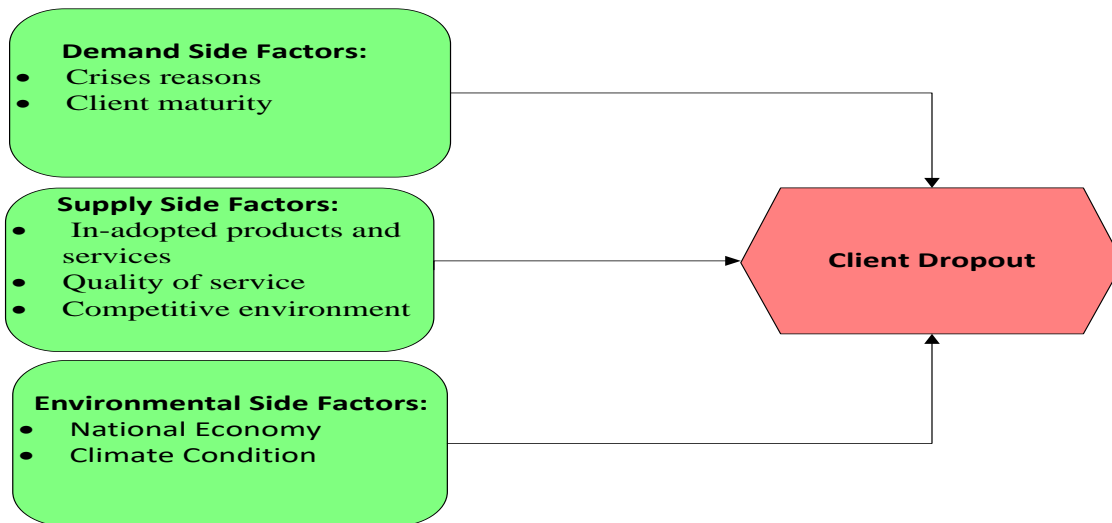 Demand Side Factors:
• Crises reasons
• Client maturity
Supply Side Factors:
• In-adopted products and
services
• Quality of service
• Competitive environment
Client Dropout
Environmental Side Factors:
• National Economy
• Climate Condition